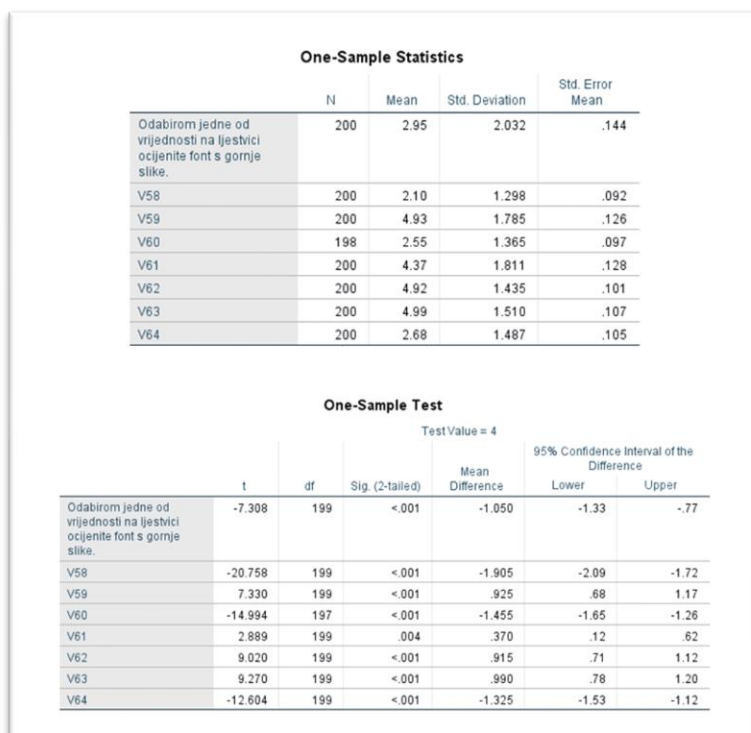 One-Sample Statistics
N Mean Std. Deviation Std. Error Mean
Odabirom jedne od vrijednosti na ljestvici ocijenite font s gornje slike. 200 2.95 2.032 .144
V58 200 2.10 1.298 .092
V59 200 4.93 1.785 .126
V60 198 2.55 1.365 .097
V61 200 4.37 1.811 .128
V62 200 4.92 1.435 .101
V63 200 4.99 1.510 .107
V64 200 2.68 1.487 .105
One-Sample Test
Test Value = 4
95% Confidence Interval of the Difference
t df Sig. (2-tailed) Mean Difference Lower Upper
Odabirom jedne od vrijednosti na ljestvici ocijenite font s gornje slike. -7.308 199 <.001 -1.050 -1.33 -.77
V58 -20.758 199 <.001 -1.905 -2.09 -1.72
V59 7.330 199 <.001 .925 .68 1.17
V60 -14.994 197 <.001 -1.455 -1.65 -1.26
V61 2.889 199 .004 .370 .12 .62
V62 9.020 199 <.001 .915 .71 1.12
V63 9.270 199 <.001 .990 .78 1.20
V64 -12.604 199 <.001 -1.325 -1.53 -1.12